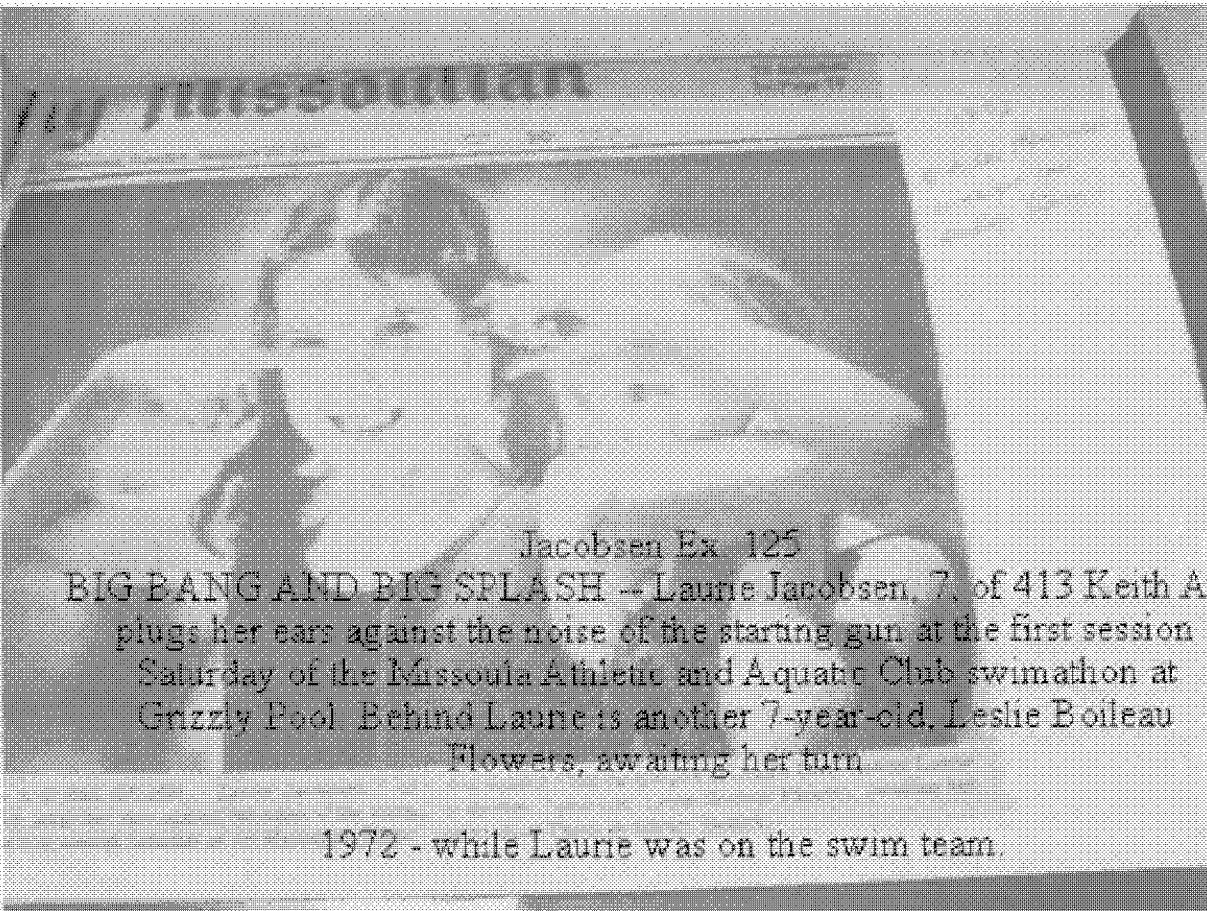 Missoulian
Jacobsen Ex. 125
BIG BANG AND BIG SPLASH -- Laurie Jacobsen, 7, of 413 Keith A
plugs her ears against the noise of the starting gun at the first session
Saturday of the Missoula Athletic and Aquatic Club swimathon at
Grizzly Pool. Behind Laurie is another 7-year-old, Leslie Boileau
Flowers, awaiting her turn.
1972 - while Laurie was on the swim team.